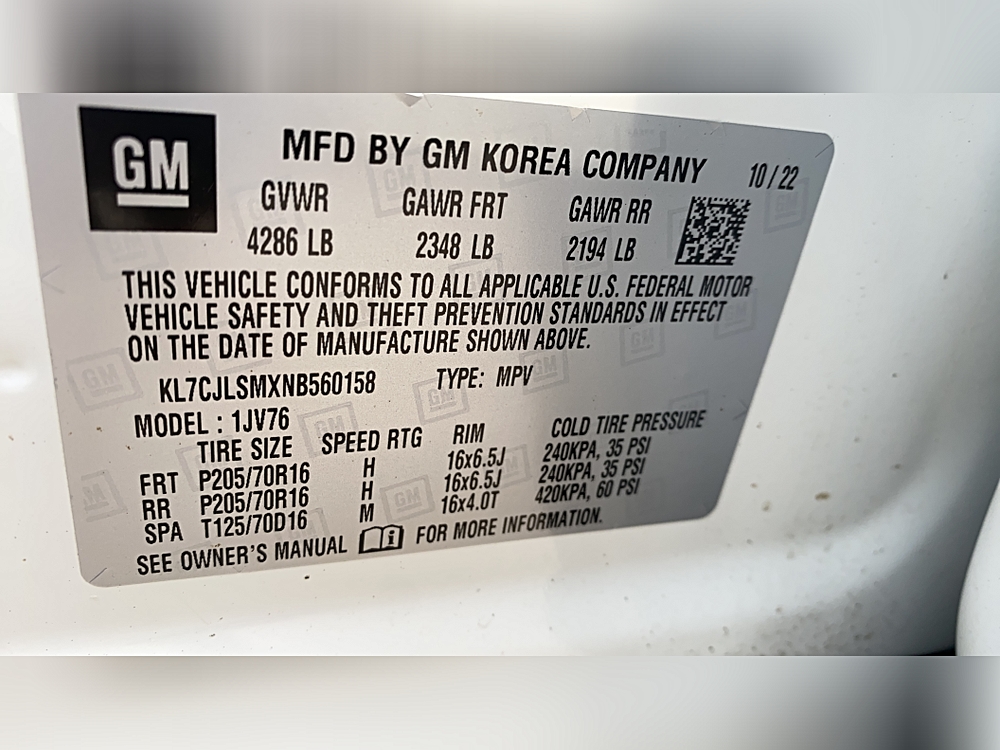 GM
MFD BY GM KOREA COMPANY 10/22
GVWR GAWR FRT GAWR RR
4286 LB 2348 LB 2194 LB
THIS VEHICLE CONFORMS TO ALL APPLICABLE U.S. FEDERAL MOTOR
VEHICLE SAFETY AND THEFT PREVENTION STANDARDS IN EFFECT
ON THE DATE OF MANUFACTURE SHOWN ABOVE.
KL7CJLSMXNB560158 TYPE: MPV
MODEL : 1JV76
TIRE SIZE SPEED RTG RIM COLD TIRE PRESSURE
FRT P205/70R16 H 16x6.5J 240KPA, 35 PSI
RR P205/70R16 H 16x6.5J 240KPA, 35 PSI
SPA T125/70D16 M 16x4.0T 420KPA, 60 PSI
SEE OWNER'S MANUAL i FOR MORE INFORMATION.